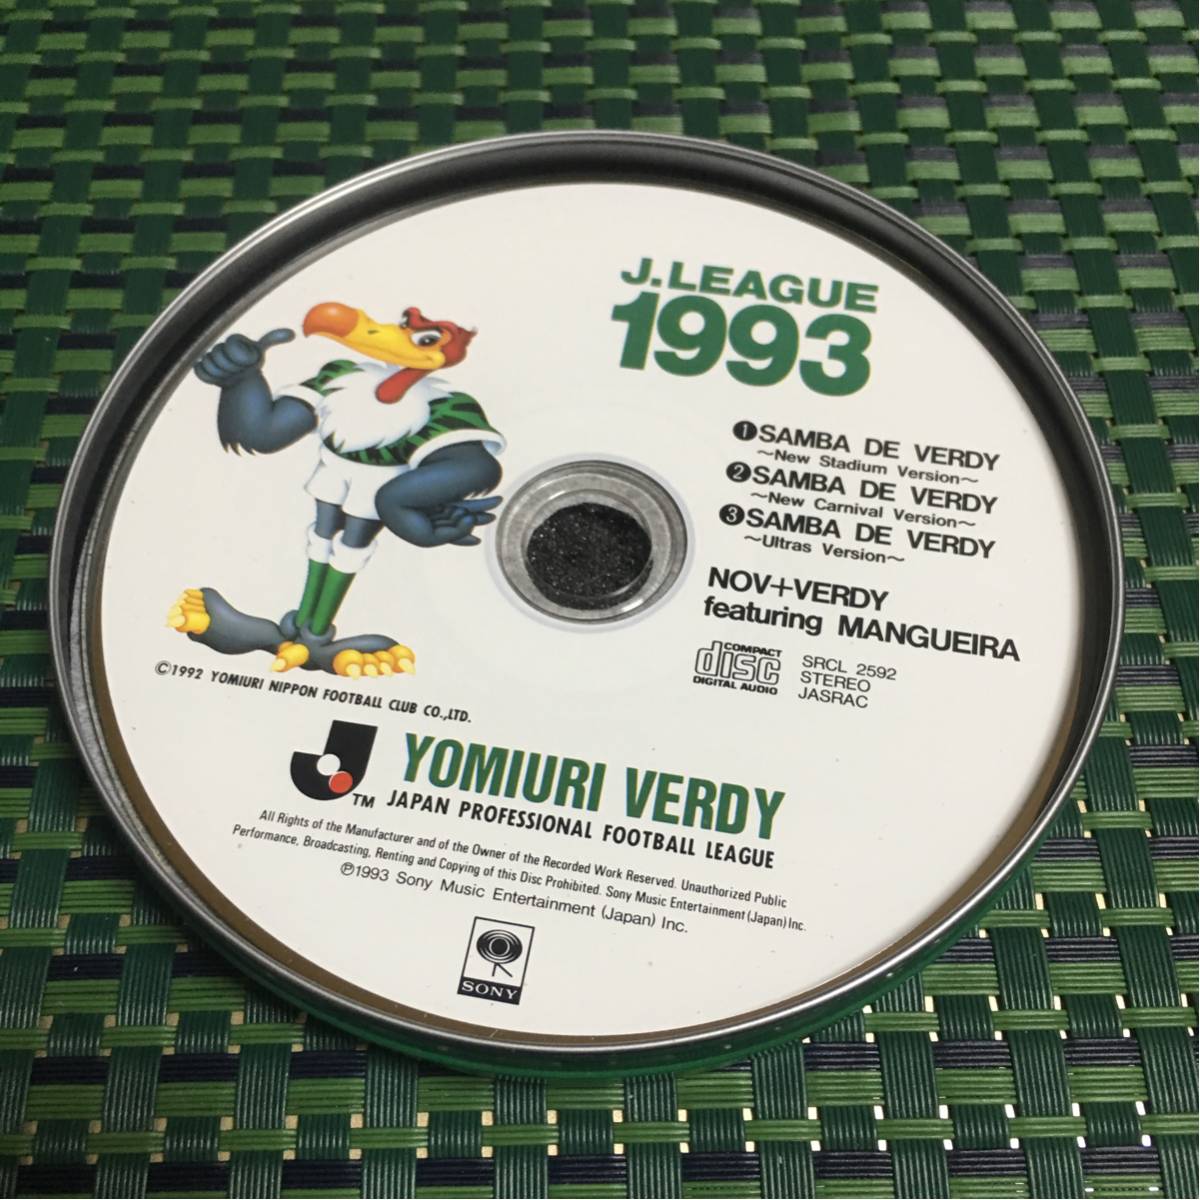 J.LEAGUE
1993
❶SAMBA DE VERDY
~New Stadium Version~
❷SAMBA DE VERDY
~New Carnival Version~
❸SAMBA DE VERDY
~Ultras Version~
NOV+VERDY
featuring MANGUEIRA
COMPACT
disc
DIGITAL AUDIO
SRCL 2592
STEREO
JASRAC
©1992 YOMIURI NIPPON FOOTBALL CLUB CO.,LTD.
J TM
YOMIURI VERDY
JAPAN PROFESSIONAL FOOTBALL LEAGUE
All Rights of the Manufacturer and of the Owner of the Recorded Work Reserved. Unauthorized Public
Performance, Broadcasting, Renting and Copying of this Disc Prohibited. Sony Music Entertainment (Japan) Inc.
℗1993 Sony Music Entertainment (Japan) Inc.
SONY